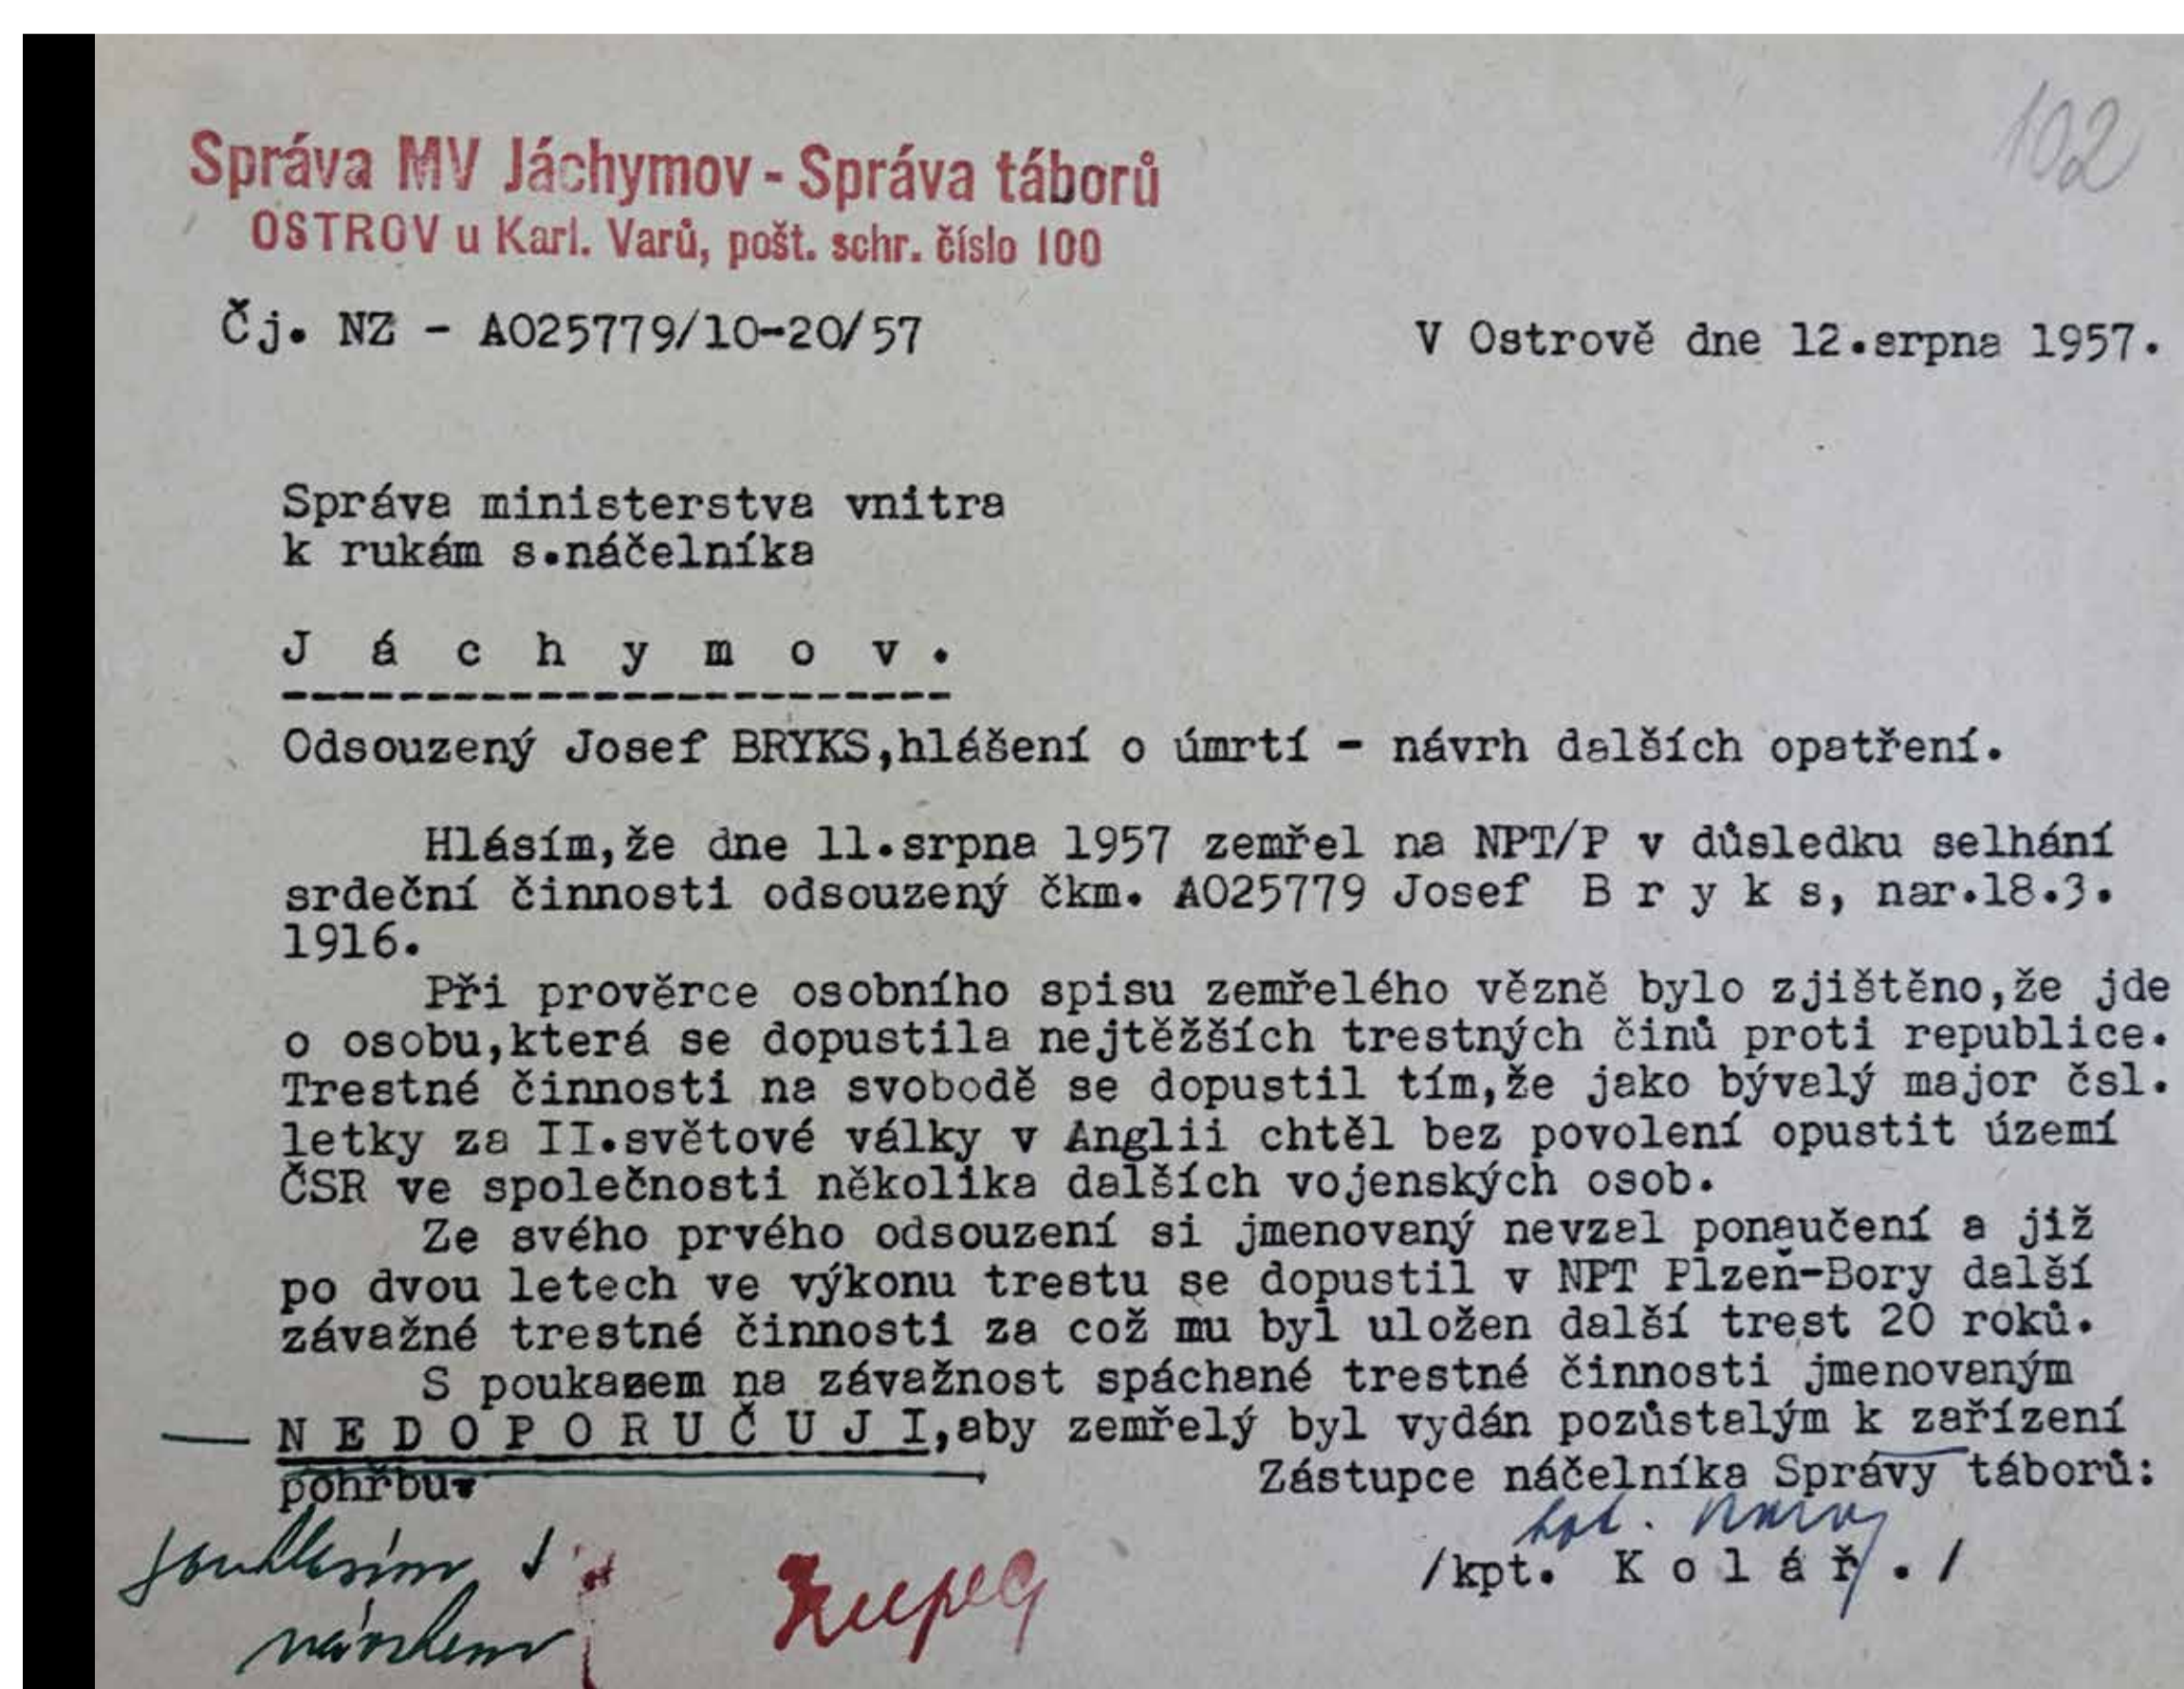 102
Správa MV Jáchymov - Správa táborů
OSTROV u Karl. Varů, pošt. schr. číslo 100
Čj. NZ - A025779/10-20/57
V Ostrově dne 12.srpna 1957.
Správa ministerstva vnitra
k rukám s.náčelníka
J á c h y m o v .
Odsouzený Josef BRYKS,hlášení o úmrtí - návrh dalších opatření.
Hlásím,že dne 11.srpna 1957 zemřel na NPT/P v důsledku selhání
srdeční činnosti odsouzený čkm. A025779 Josef B r y k s, nar.18.3.
1916.
Při prověrce osobního spisu zemřelého vězně bylo zjištěno,že jde
o osobu,která se dopustila nejtěžších trestných činů proti republice.
Trestné činnosti na svobodě se dopustil tím,že jako bývalý major čsl.
letky za II.světové války v Anglii chtěl bez povolení opustit území
ČSR ve společnosti několika dalších vojenských osob.
Ze svého prvého odsouzení si jmenovaný nevzal ponaučení a již
po dvou letech ve výkonu trestu se dopustil v NPT Plzeň-Bory další
závažné trestné činnosti za což mu byl uložen další trest 20 roků.
S poukazem na závažnost spáchané trestné činnosti jmenovaným
N E D O P O R U Č U J I,aby zemřelý byl vydán pozůstalým k zařízení
pohřbu.
Zástupce náčelníka Správy táborů:
/kpt. K o l á ř . /
souhlasím s
návrhem